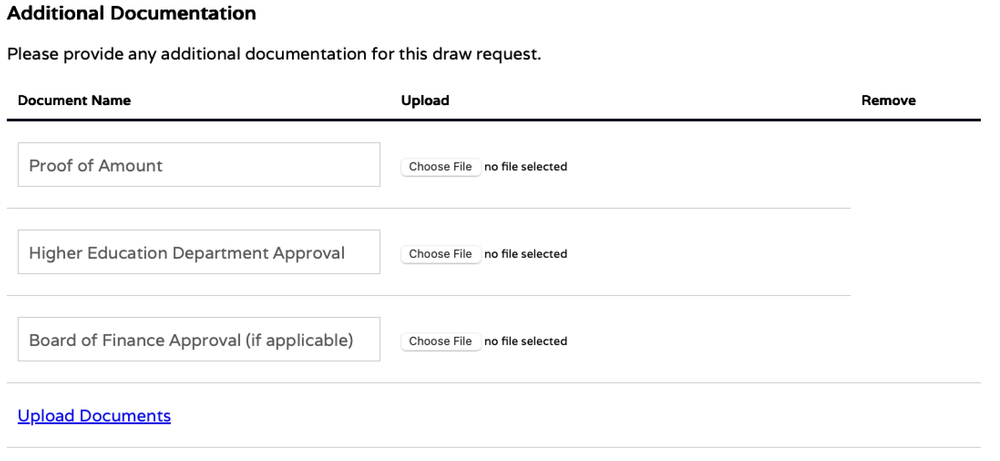 Additional Documentation
Please provide any additional documentation for this draw request.
Document Name Upload Remove
Proof of Amount Choose File no file selected
Higher Education Department Approval Choose File no file selected
Board of Finance Approval (if applicable) Choose File no file selected
Upload Documents